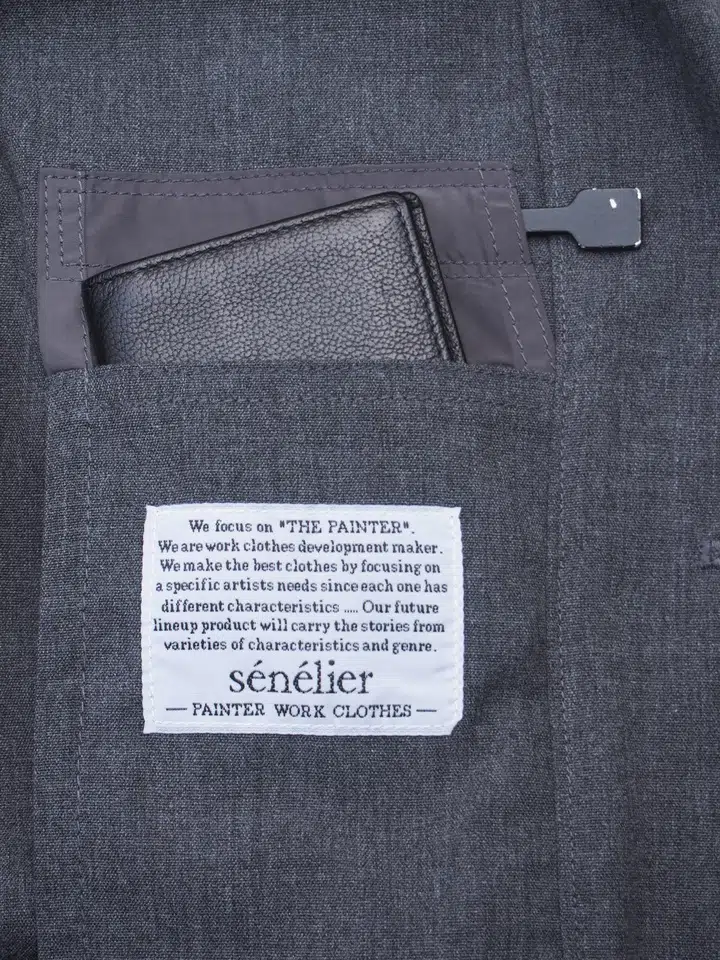 We focus on "THE PAINTER".
We are work clothes development maker.
We make the best clothes by focusing on
a specific artists needs since each one has
different characteristics ..... Our future
lineup product will carry the stories from
varieties of characteristics and genre.
sénélier
— PAINTER WORK CLOTHES —